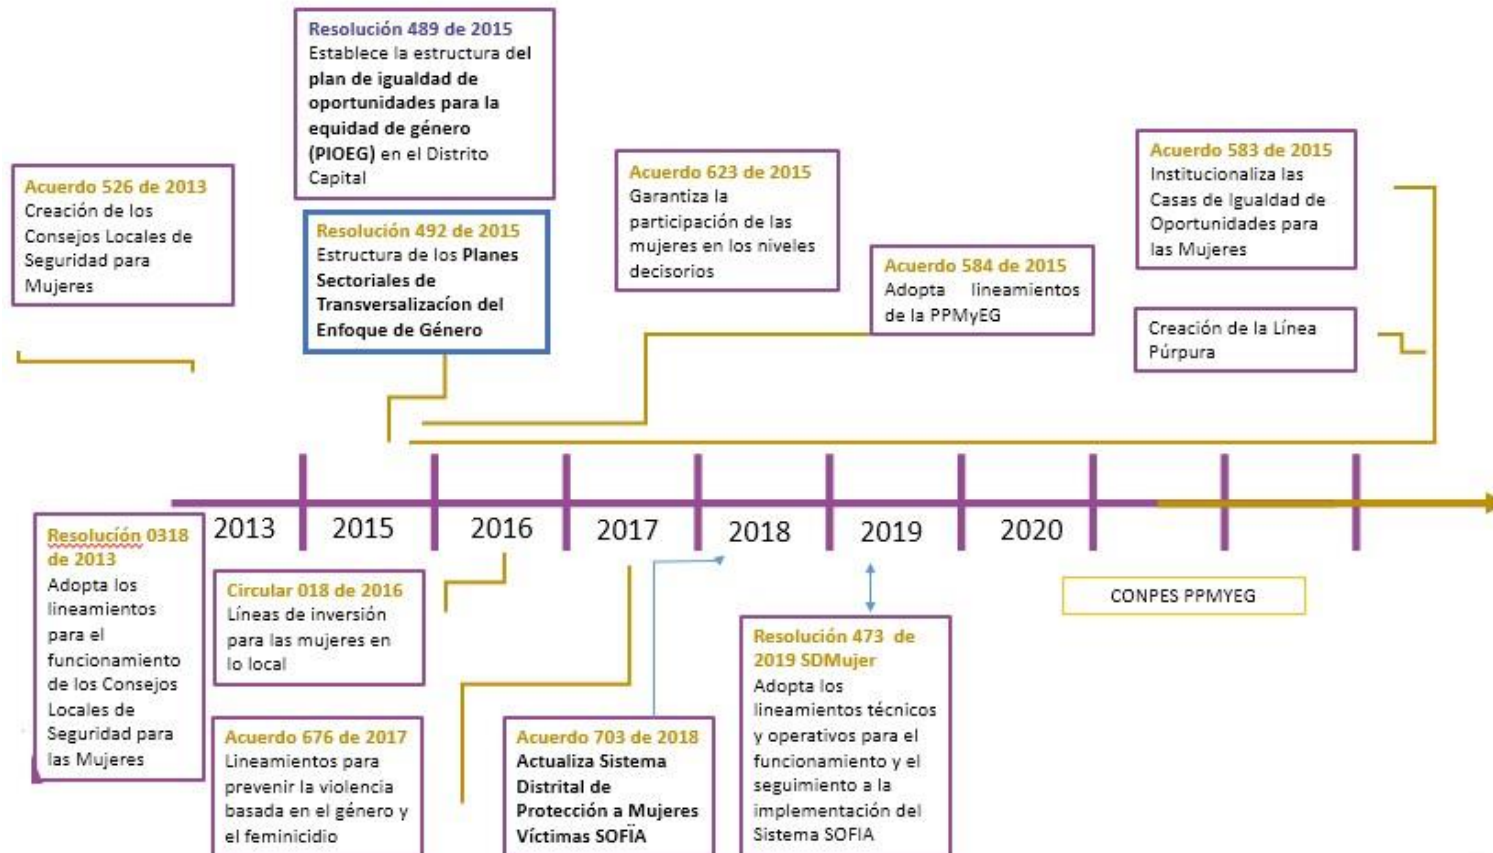 Resolución 489 de 2015
Establece la estructura del
plan de igualdad de
oportunidades para la
equidad de género
(PIOEG) en el Distrito
Capital
Acuerdo 526 de 2013
Creación de los
Consejos Locales de
Seguridad para
Mujeres
Resolución 492 de 2015
Estructura de los Planes
Sectoriales de
Transversalizacíon del
Enfoque de Género
Acuerdo 623 de 2015
Garantiza la
participación de las
mujeres en los niveles
decisorios
Acuerdo 584 de 2015
Adopta lineamientos
de la PPMyEG
Acuerdo 583 de 2015
Institucionaliza las
Casas de Igualdad de
Oportunidades para
las Mujeres
Creación de la Línea
Púrpura
2013
2015
2016
2017
2018
2019
2020
Resolución 0318
de 2013
Adopta los
lineamientos
para el
funcionamiento
de los Consejos
Locales de
Seguridad para
las Mujeres
Circular 018 de 2016
Líneas de inversión
para las mujeres en
lo local
Acuerdo 676 de 2017
Lineamientos para
prevenir la violencia
basada en el género y
el feminicidio
Acuerdo 703 de 2018
Actualiza Sistema
Distrital de
Protección a Mujeres
Víctimas SOFÏA
Resolución 473 de
2019 SDMujer
Adopta los
lineamientos técnicos
y operativos para el
funcionamiento y el
seguimiento a la
implementación del
Sistema SOFIA
CONPES PPMYEG